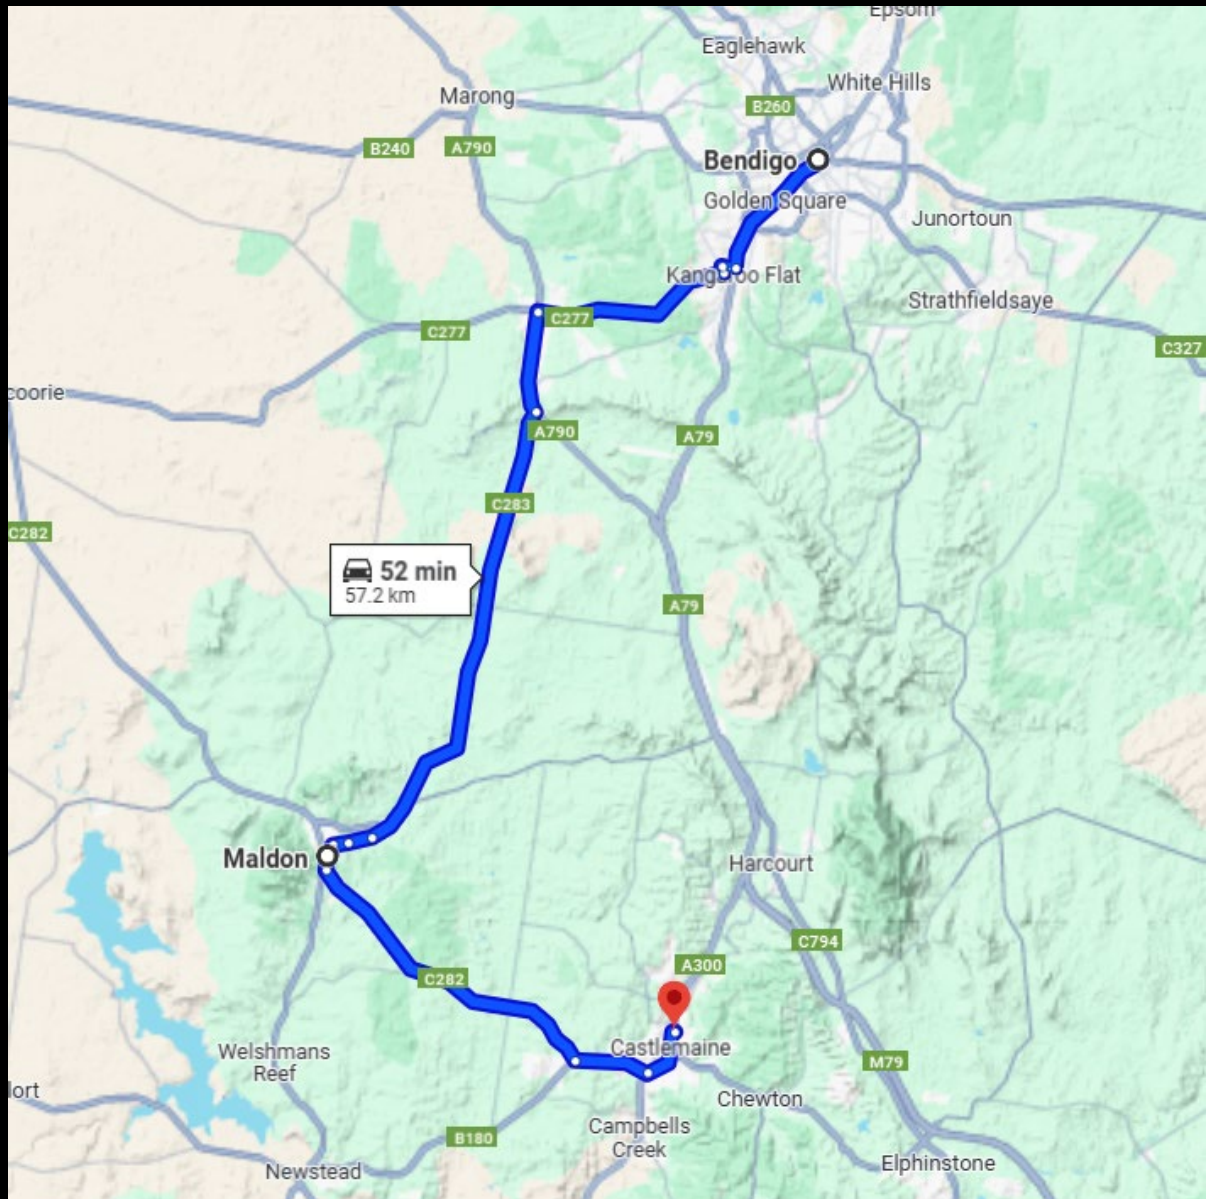 Epsom
Eaglehawk
White Hills
Marong
B260
B240
A790
Bendigo
Golden Square
Junortoun
Kangaroo Flat
Strathfieldsaye
C277
C277
C327
coorie
A790
A79
C283
C282
52 min
57.2 km
A79
Maldon
Harcourt
C794
A300
C282
Castlemaine
Welshmans
Reef
M79
lort
Chewton
Campbells
Creek
B180
Elphinstone
Newstead